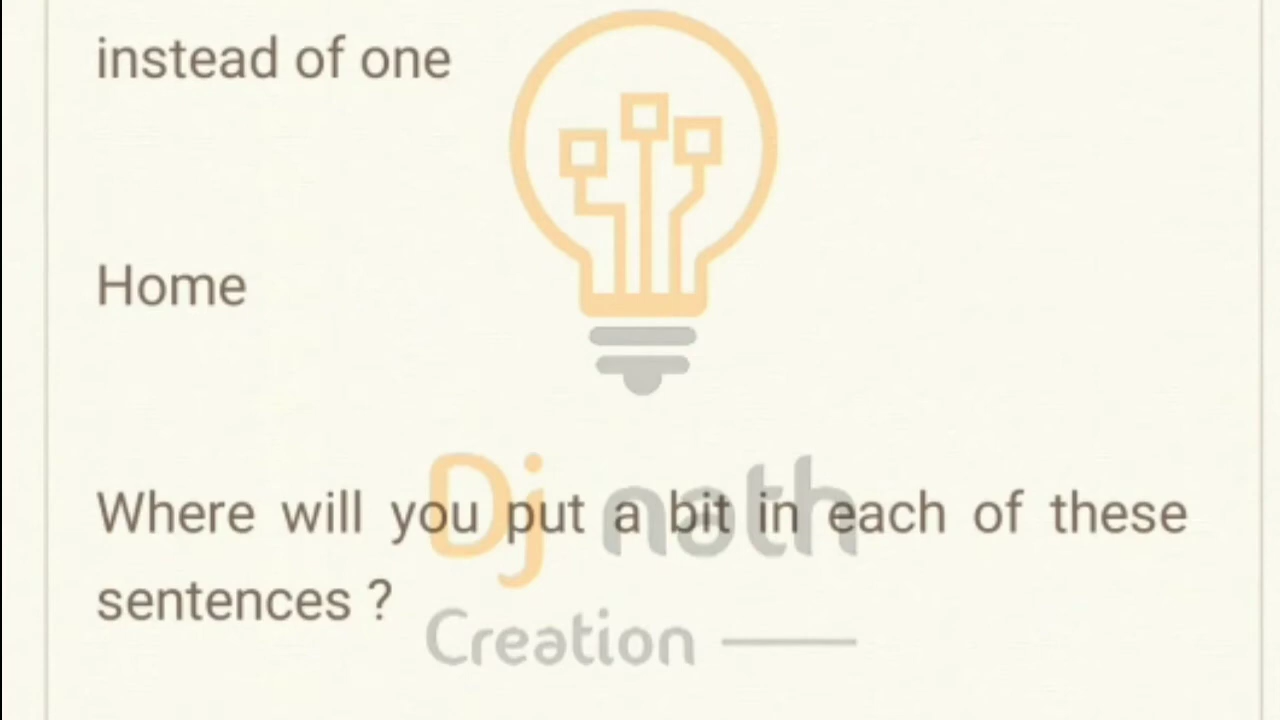 instead of one
Home
Where will you put a bit in each of these
sentences ?
Dj nath
Creation